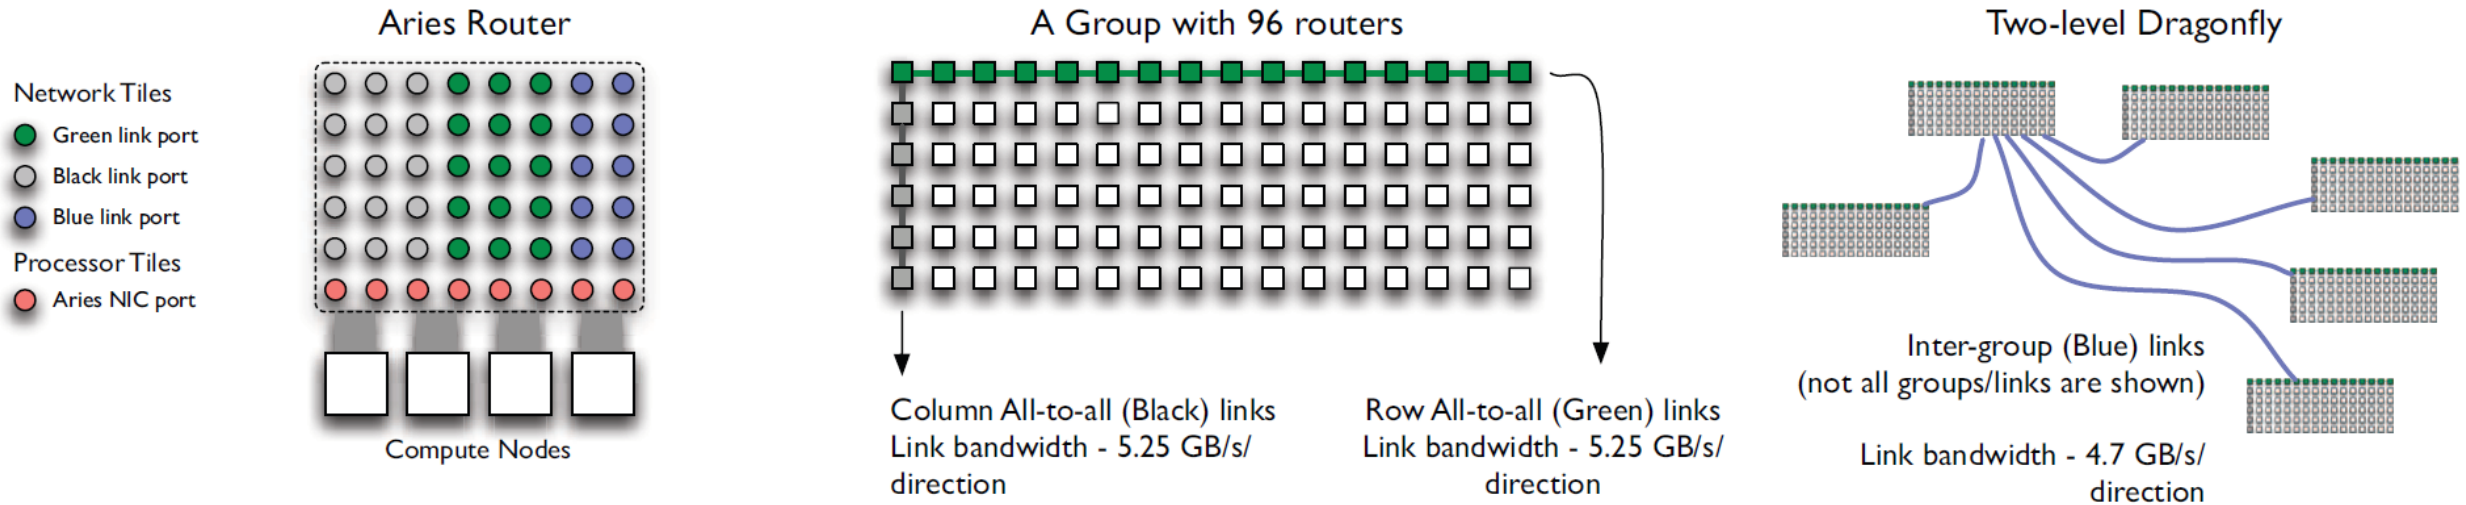 Aries Router
Network Tiles
Green link port
Black link port
Blue link port
Processor Tiles
Aries NIC port
Compute Nodes
A Group with 96 routers
Column All-to-all (Black) links
Link bandwidth - 5.25 GB/s/
direction
Row All-to-all (Green) links
Link bandwidth - 5.25 GB/s/
direction
Two-level Dragonfly
Inter-group (Blue) links
(not all groups/links are shown)
Link bandwidth - 4.7 GB/s/
direction